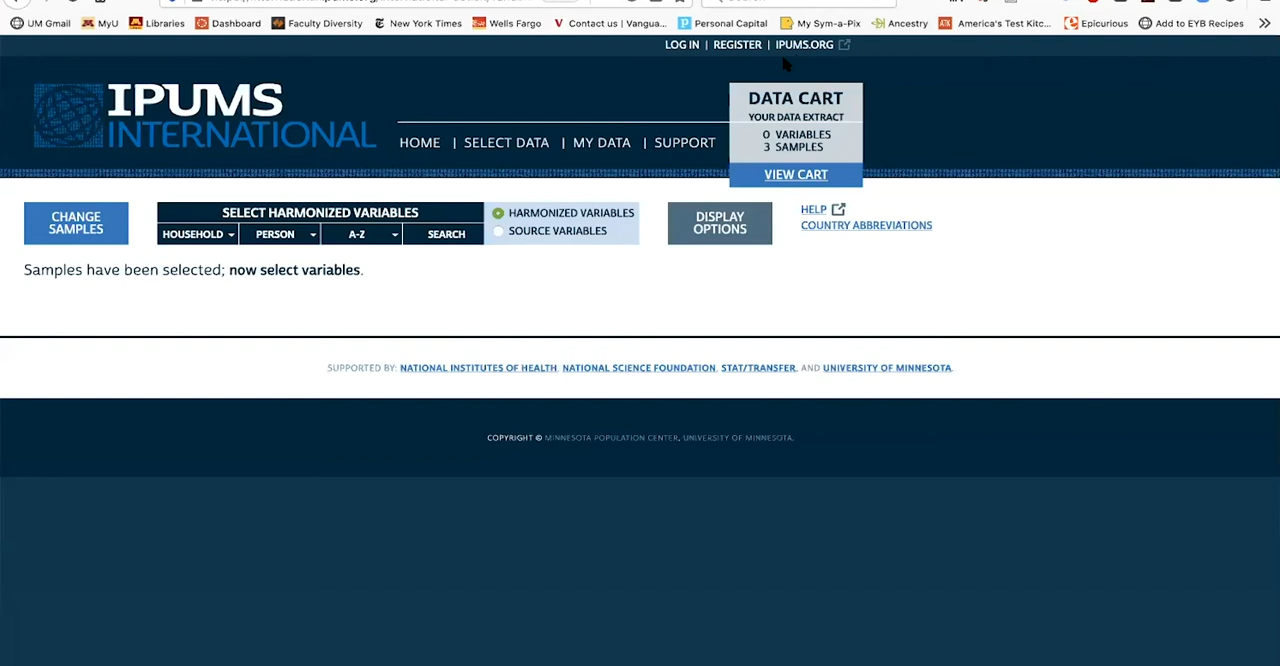 UM Gmail MyU Libraries Dashboard Faculty Diversity New York Times Wells Fargo Contact us | Vangua... Personal Capital My Sym-a-Pix Ancestry America's Test Kitc... Epicurious Add to EYB Recipes
LOG IN | REGISTER | IPUMS.ORG
IPUMS
INTERNATIONAL
HOME | SELECT DATA | MY DATA | SUPPORT
DATA CART
YOUR DATA EXTRACT
0 VARIABLES
3 SAMPLES
VIEW CART
CHANGE
SAMPLES
SELECT HARMONIZED VARIABLES
HOUSEHOLD PERSON A-Z SEARCH
HARMONIZED VARIABLES
SOURCE VARIABLES
DISPLAY
OPTIONS
HELP
COUNTRY ABBREVIATIONS
Samples have been selected; now select variables.
SUPPORTED BY: NATIONAL INSTITUTES OF HEALTH, NATIONAL SCIENCE FOUNDATION, STAT/TRANSFER, AND UNIVERSITY OF MINNESOTA.
COPYRIGHT © MINNESOTA POPULATION CENTER, UNIVERSITY OF MINNESOTA.